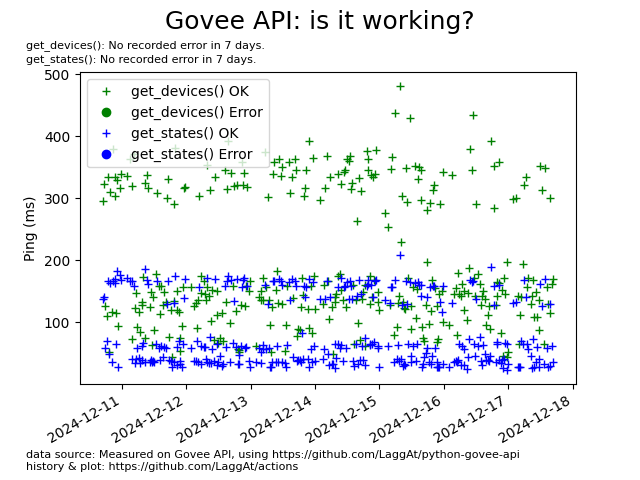 Govee API: is it working?
get_devices(): No recorded error in 7 days.
get_states(): No recorded error in 7 days.
get_devices() OK
get_devices() Error
get_states() OK
get_states() Error
Ping (ms)
500
400
300
200
100
2024-12-11
2024-12-12
2024-12-13
2024-12-14
2024-12-15
2024-12-16
2024-12-17
2024-12-18
data source: Measured on Govee API, using https://github.com/LaggAt/python-govee-api
history & plot: https://github.com/LaggAt/actions